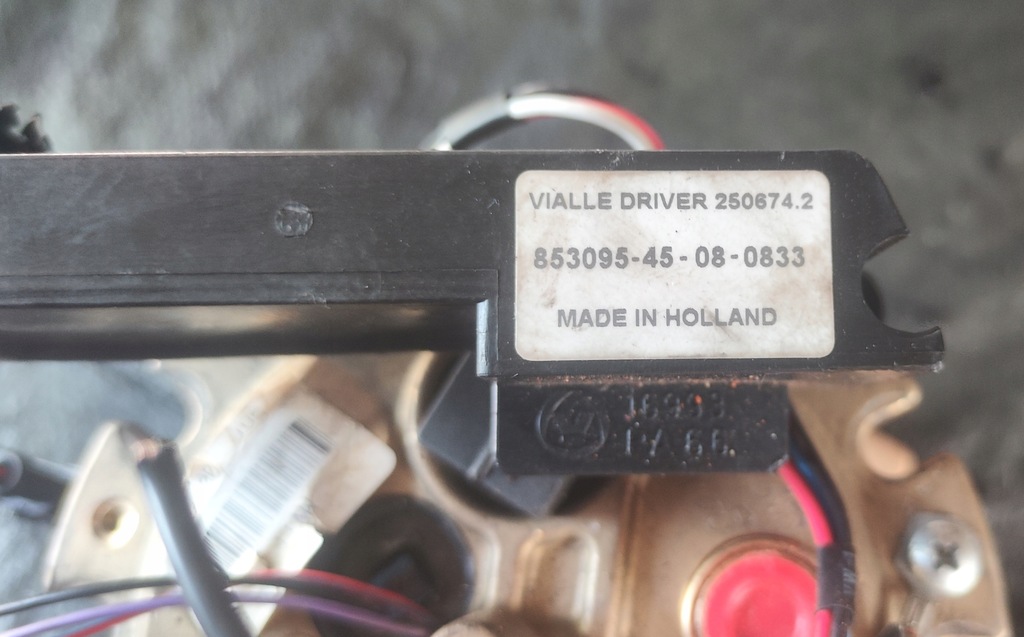 VIALLE DRIVER 250674.2
853095-45-08-0833
MADE IN HOLLAND